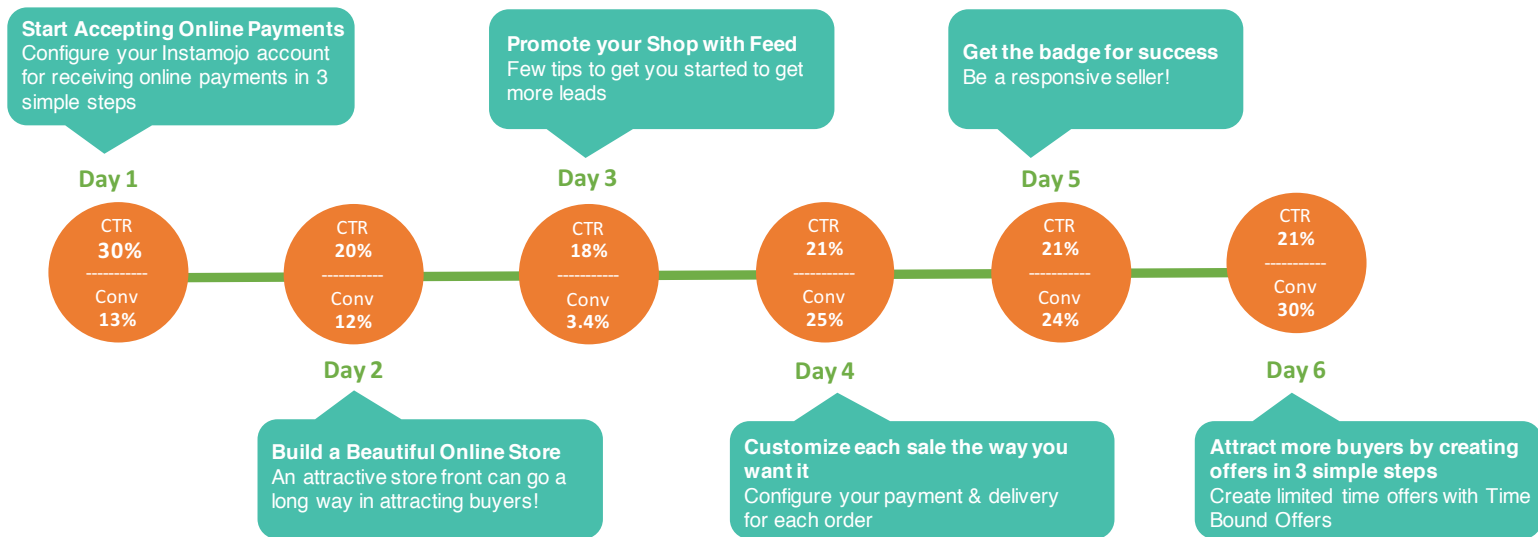 Start Accepting Online Payments
Configure your Instamojo account
for receiving online payments in 3
simple steps
Promote your Shop with Feed
Few tips to get you started to get
more leads
Get the badge for success
Be a responsive seller!
Day 1
Day 3
Day 5
CTR
30%
-----------
Conv
13%
CTR
20%
-----------
Conv
12%
CTR
18%
-----------
Conv
3.4%
CTR
21%
-----------
Conv
25%
CTR
21%
-----------
Conv
24%
CTR
21%
-----------
Conv
30%
Day 2
Day 4
Day 6
Build a Beautiful Online Store
An attractive store front can go a
long way in attracting buyers!
Customize each sale the way you
want it
Configure your payment & delivery
for each order
Attract more buyers by creating
offers in 3 simple steps
Create limited time offers with Time
Bound Offers